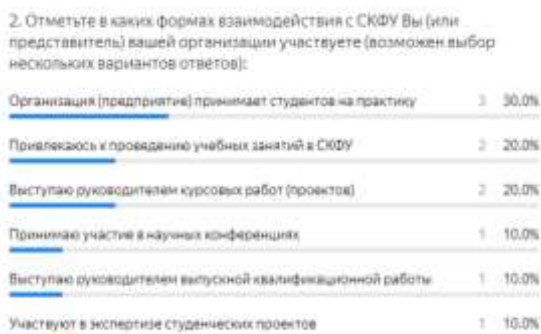 2. Отметьте в каких формах взаимодействия с СКФУ Вы (или
представитель) вашей организации участвуете (возможен выбор
нескольких вариантов ответов):
Организация (предприятие) принимает студентов на практику 3 30.0%
Привлекаюсь к проведению учебных занятий в СКФУ 2 20.0%
Выступаю руководителем курсовых работ (проектов) 2 20.0%
Принимаю участие в научных конференциях 1 10.0%
Выступаю руководителем выпускной квалификационной работы 1 10.0%
Участвуют в экспертизе студенческих проектов 1 10.0%